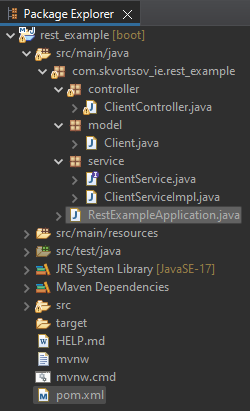 Package Explorer
rest_example [boot]
src/main/java
com.skvortsov_ie.rest_example
controller
ClientController.java
model
Client.java
service
ClientService.java
ClientServiceImpl.java
RestExampleApplication.java
src/main/resources
src/test/java
JRE System Library [JavaSE-17]
Maven Dependencies
src
target
HELP.md
mvnw
mvnw.cmd
pom.xml